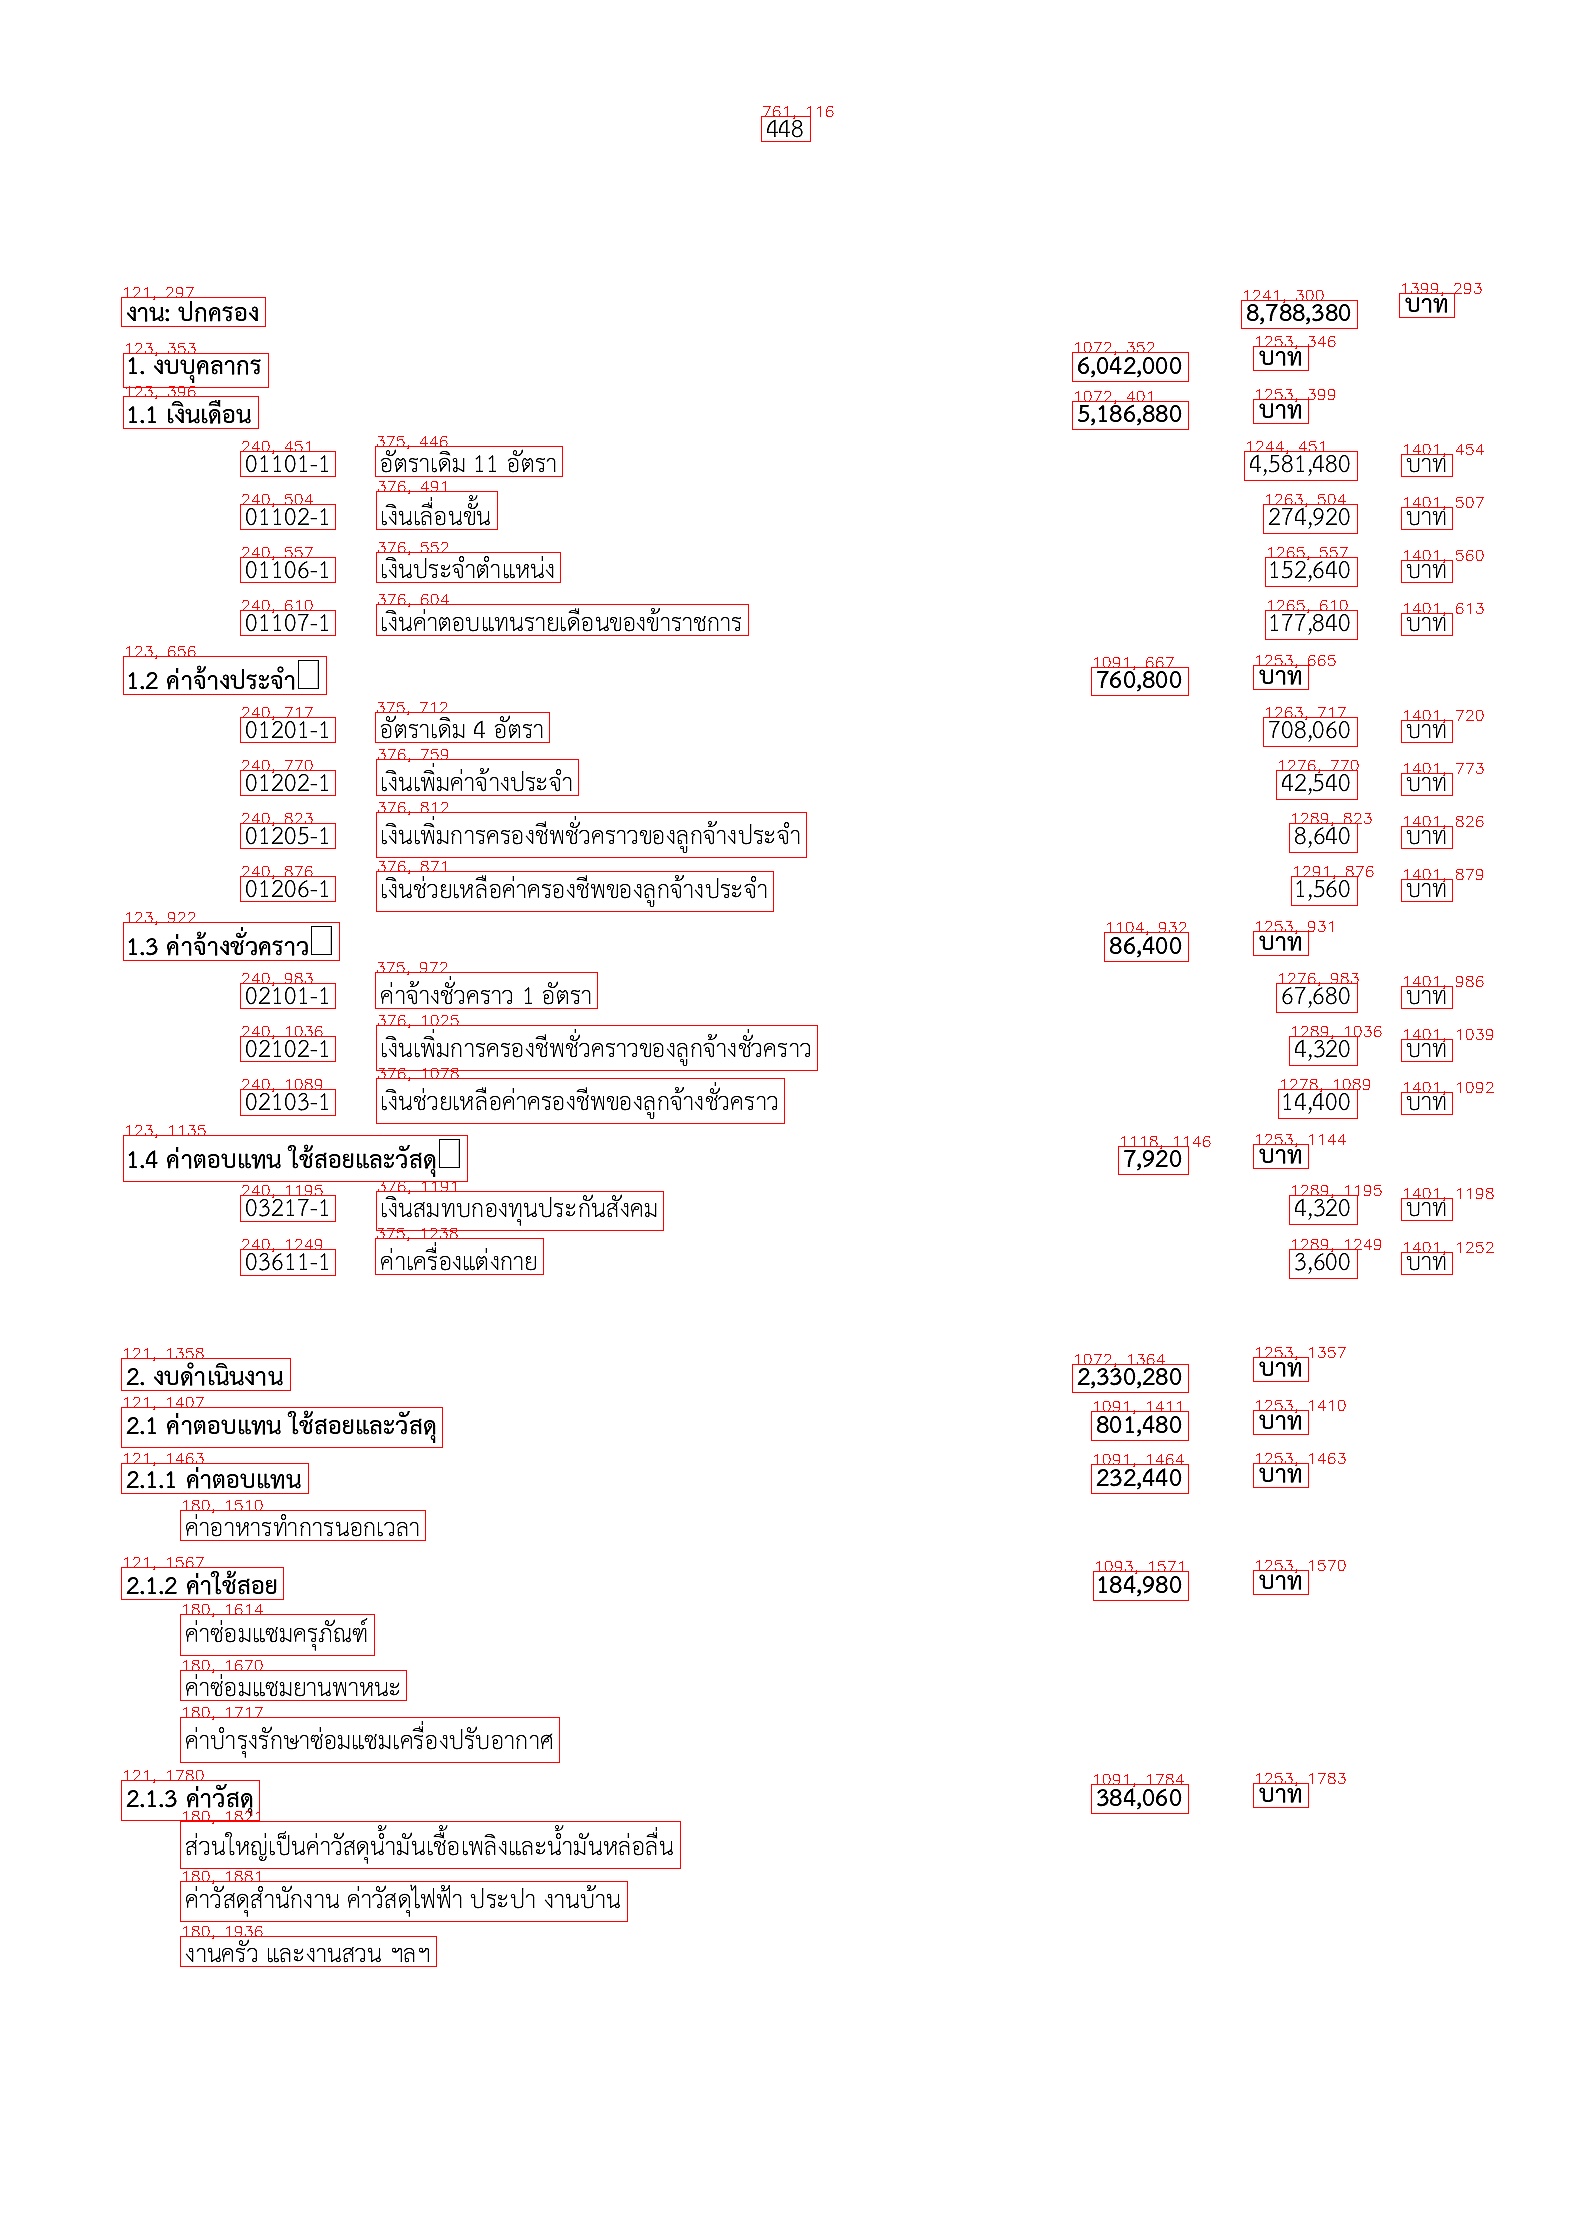 761, 116
448
121, 297 1241, 300 1399, 293
งาน: ปกครอง 8,788,380 บาท
123, 353 1072, 352 1253, 346
1. งบบุคลากร 6,042,000 บาท
123, 396 1072, 401 1253, 399
1.1 เงินเดือน 5,186,880 บาท
240, 451 375, 446 1244, 451 1401, 454
01101-1 อัตราเดิม 11 อัตรา 4,581,480 บาท
240, 504 376, 491 1263, 504 1401, 507
01102-1 เงินเลื่อนขั้น 274,920 บาท
240, 557 376, 552 1265, 557 1401, 560
01106-1 เงินประจำตำแหน่ง 152,640 บาท
240, 610 376, 604 1265, 610 1401, 613
01107-1 เงินค่าตอบแทนรายเดือนของข้าราชการ 177,840 บาท
123, 656 1091, 667 1253, 665
1.2 ค่าจ้างประจำ 760,800 บาท
240, 717 375, 712 1263, 717 1401, 720
01201-1 อัตราเดิม 4 อัตรา 708,060 บาท
240, 770 376, 759 1276, 770 1401, 773
01202-1 เงินเพิ่มค่าจ้างประจำ 42,540 บาท
240, 823 376, 812 1289, 823 1401, 826
01205-1 เงินเพิ่มการครองชีพชั่วคราวของลูกจ้างประจำ 8,640 บาท
240, 876 376, 871 1291, 876 1401, 879
01206-1 เงินช่วยเหลือค่าครองชีพของลูกจ้างประจำ 1,560 บาท
123, 922 1104, 932 1253, 931
1.3 ค่าจ้างชั่วคราว 86,400 บาท
240, 983 375, 972 1276, 983 1401, 986
02101-1 ค่าจ้างชั่วคราว 1 อัตรา 67,680 บาท
240, 1036 376, 1025 1289, 1036 1401, 1039
02102-1 เงินเพิ่มการครองชีพชั่วคราวของลูกจ้างชั่วคราว 4,320 บาท
240, 1089 376, 1078 1278, 1089 1401, 1092
02103-1 เงินช่วยเหลือค่าครองชีพของลูกจ้างชั่วคราว 14,400 บาท
123, 1135 1118, 1146 1253, 1144
1.4 ค่าตอบแทน ใช้สอยและวัสดุ 7,920 บาท
240, 1195 376, 1191 1289, 1195 1401, 1198
03217-1 เงินสมทบกองทุนประกันสังคม 4,320 บาท
240, 1249 375, 1238 1289, 1249 1401, 1252
03611-1 ค่าเครื่องแต่งกาย 3,600 บาท
121, 1358 1072, 1364 1253, 1357
2. งบดำเนินงาน 2,330,280 บาท
121, 1407 1091, 1411 1253, 1410
2.1 ค่าตอบแทน ใช้สอยและวัสดุ 801,480 บาท
121, 1463 1091, 1464 1253, 1463
2.1.1 ค่าตอบแทน 232,440 บาท
180, 1510
ค่าอาหารทำการนอกเวลา
121, 1567 1093, 1571 1253, 1570
2.1.2 ค่าใช้สอย 184,980 บาท
180, 1614
ค่าซ่อมแซมครุภัณฑ์
180, 1670
ค่าซ่อมแซมยานพาหนะ
180, 1717
ค่าบำรุงรักษาซ่อมแซมเครื่องปรับอากาศ
121, 1780 1091, 1784 1253, 1783
2.1.3 ค่าวัสดุ 384,060 บาท
180, 1821
ส่วนใหญ่เป็นค่าวัสดุน้ำมันเชื้อเพลิงและน้ำมันหล่อลื่น
180, 1881
ค่าวัสดุสำนักงาน ค่าวัสดุไฟฟ้า ประปา งานบ้าน
180, 1936
งานครัว และงานสวน ฯลฯ